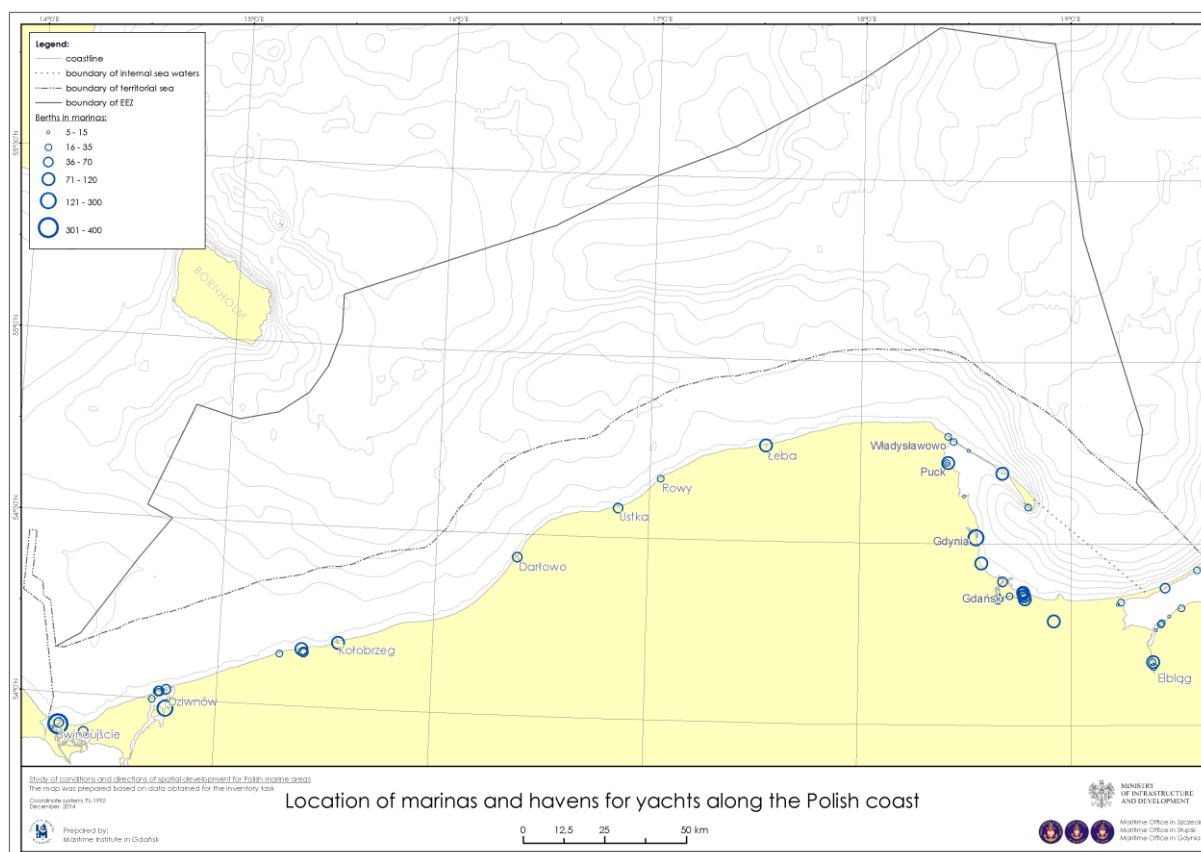 14°0'0"E
15°0'0"E
16°0'0"E
17°0'0"E
18°0'0"E
19°0'0"E
Legend:
coastline
boundary of internal sea waters
boundary of territorial sea
boundary of EEZ
Berths in marinas:
5 - 15
16 - 35
36 - 70
71 - 120
121 - 300
301 - 400
BORNHOLM
Władysławowo
Puck
Łeba
Rowy
Ustka
Gdynia
Darłowo
Gdańsk
Kołobrzeg
Elbląg
Dziwnów
Świnoujście
Study of conditions and directions of spatial development for Polish marine areas
The map was prepared based on data obtained for the inventory task
Coordinate system: PL-1992
December 2014
Prepared by:
Maritime Institute in Gdańsk
Location of marinas and havens for yachts along the Polish coast
0 12,5 25 50 km
MINISTRY
OF INFRASTRUCTURE
AND DEVELOPMENT
Maritime Office in Szczecin
Maritime Office in Słupsk
Maritime Office in Gdynia